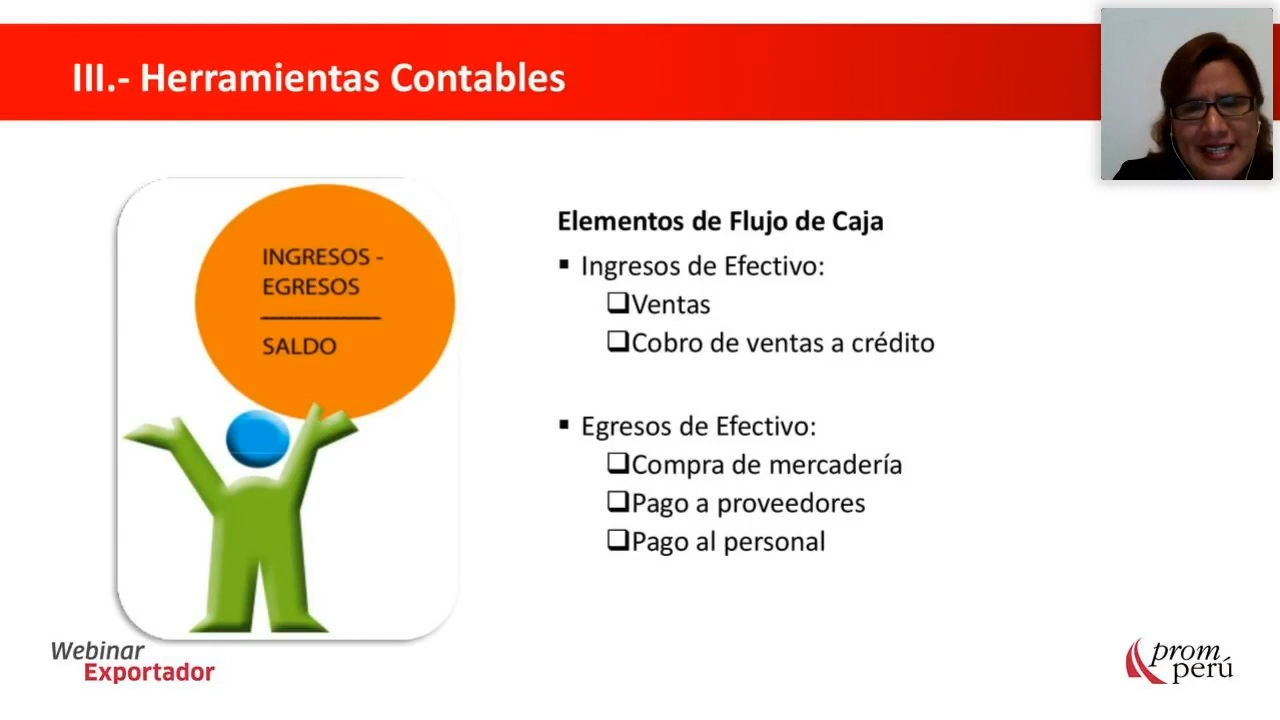 III.- Herramientas Contables
INGRESOS -
EGRESOS
SALDO
Elementos de Flujo de Caja
▪ Ingresos de Efectivo:
❑Ventas
❑Cobro de ventas a crédito
▪ Egresos de Efectivo:
❑Compra de mercadería
❑Pago a proveedores
❑Pago al personal
Webinar
Exportador
prom
perú